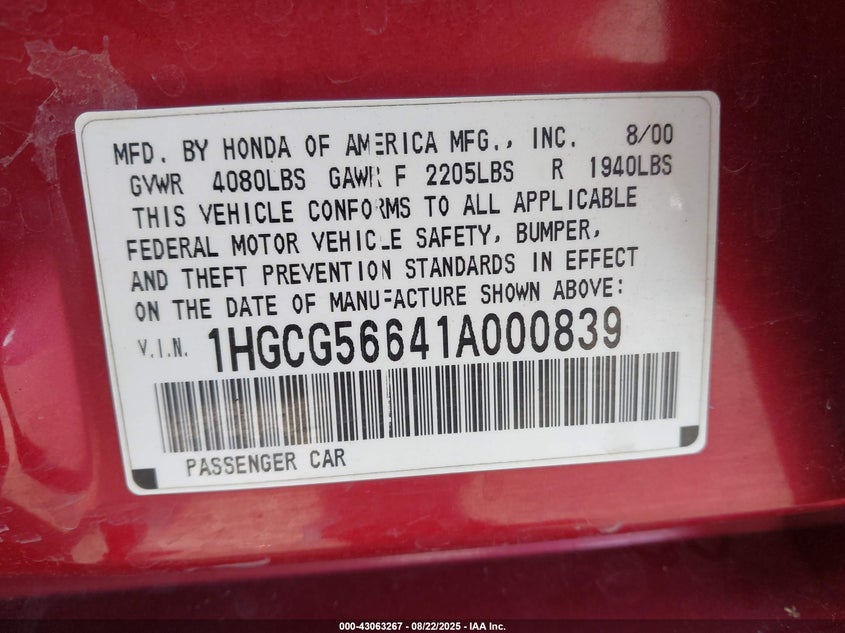 MFD. BY HONDA OF AMERICA MFG., INC. 8/00
GVWR 4080LBS GAWR F 2205LBS R 1940LBS
THIS VEHICLE CONFORMS TO ALL APPLICABLE
FEDERAL MOTOR VEHICLE SAFETY, BUMPER,
AND THEFT PREVENTION STANDARDS IN EFFECT
ON THE DATE OF MANUFACTURE SHOWN ABOVE:
V.I.N. 1HGCG56641A000839
PASSENGER CAR
000-43063267 - 08/22/2025 - IAA Inc.